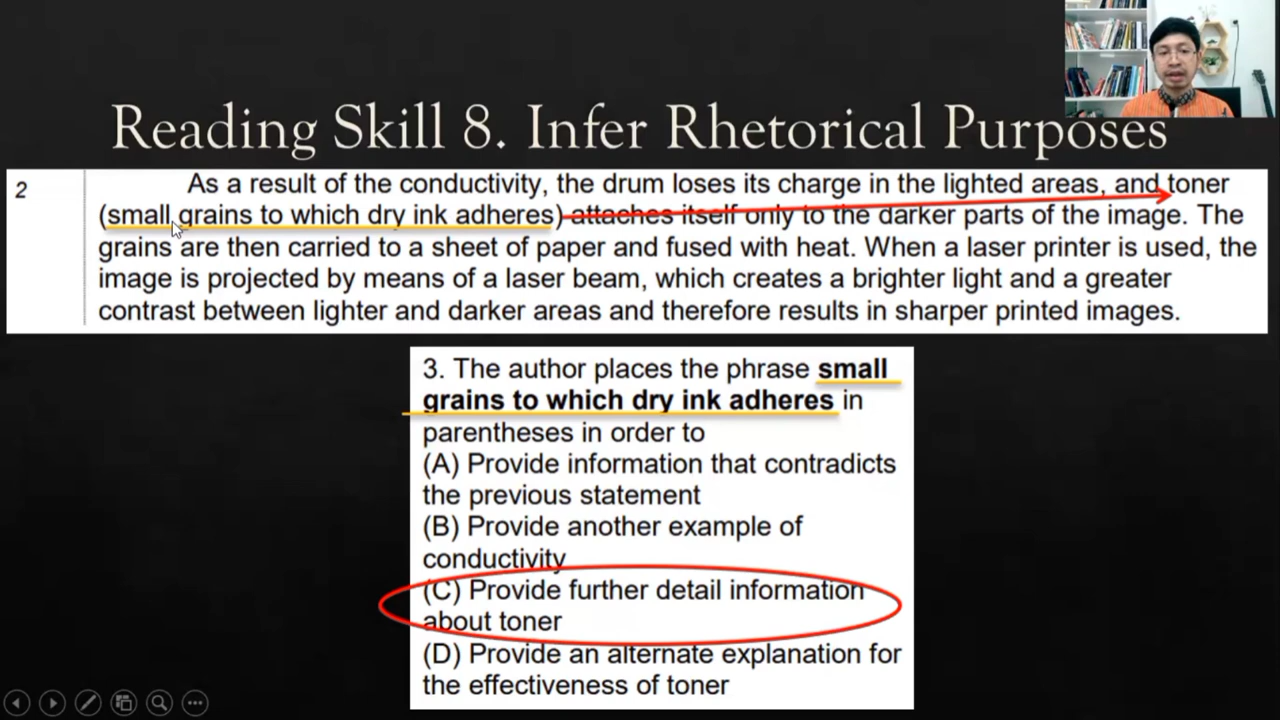 Reading Skill 8. Infer Rhetorical Purposes
2
As a result of the conductivity, the drum loses its charge in the lighted areas, and toner
(small grains to which dry ink adheres) attaches itself only to the darker parts of the image. The
grains are then carried to a sheet of paper and fused with heat. When a laser printer is used, the
image is projected by means of a laser beam, which creates a brighter light and a greater
contrast between lighter and darker areas and therefore results in sharper printed images.
3. The author places the phrase small
grains to which dry ink adheres in
parentheses in order to
(A) Provide information that contradicts
the previous statement
(B) Provide another example of
conductivity
(C) Provide further detail information
about toner
(D) Provide an alternate explanation for
the effectiveness of toner